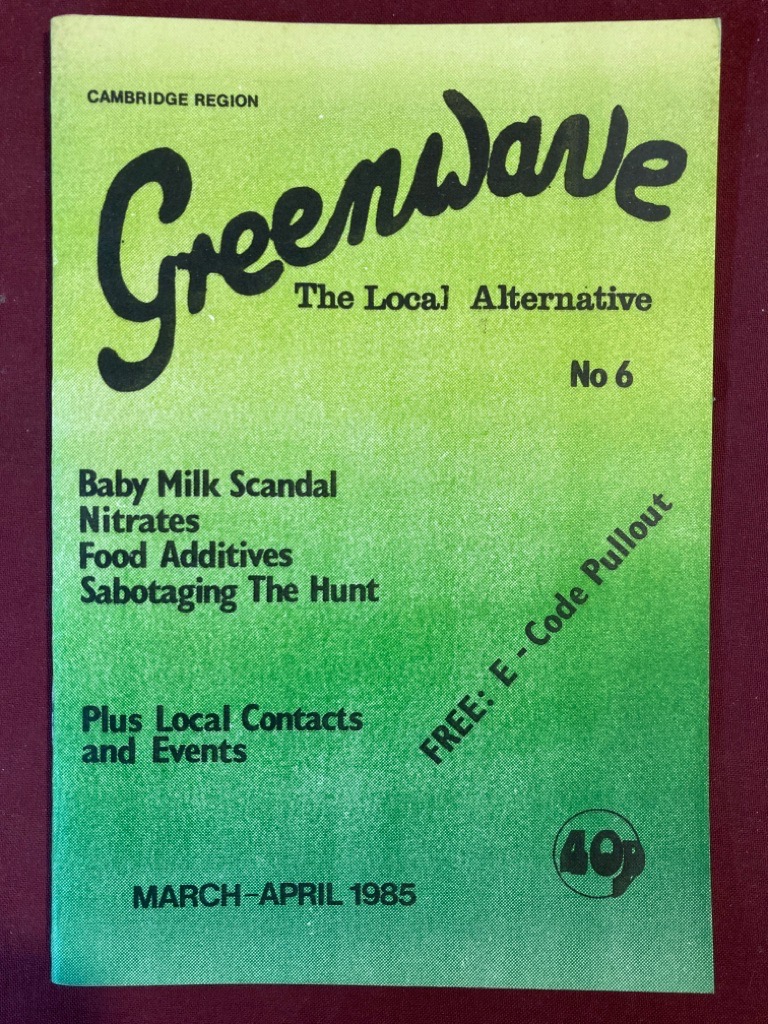 CAMBRIDGE REGION
Greenwave
The Local Alternative
No 6
Baby Milk Scandal
Nitrates
Food Additives
Sabotaging The Hunt
FREE: E - Code Pullout
Plus Local Contacts
and Events
40p
MARCH-APRIL 1985